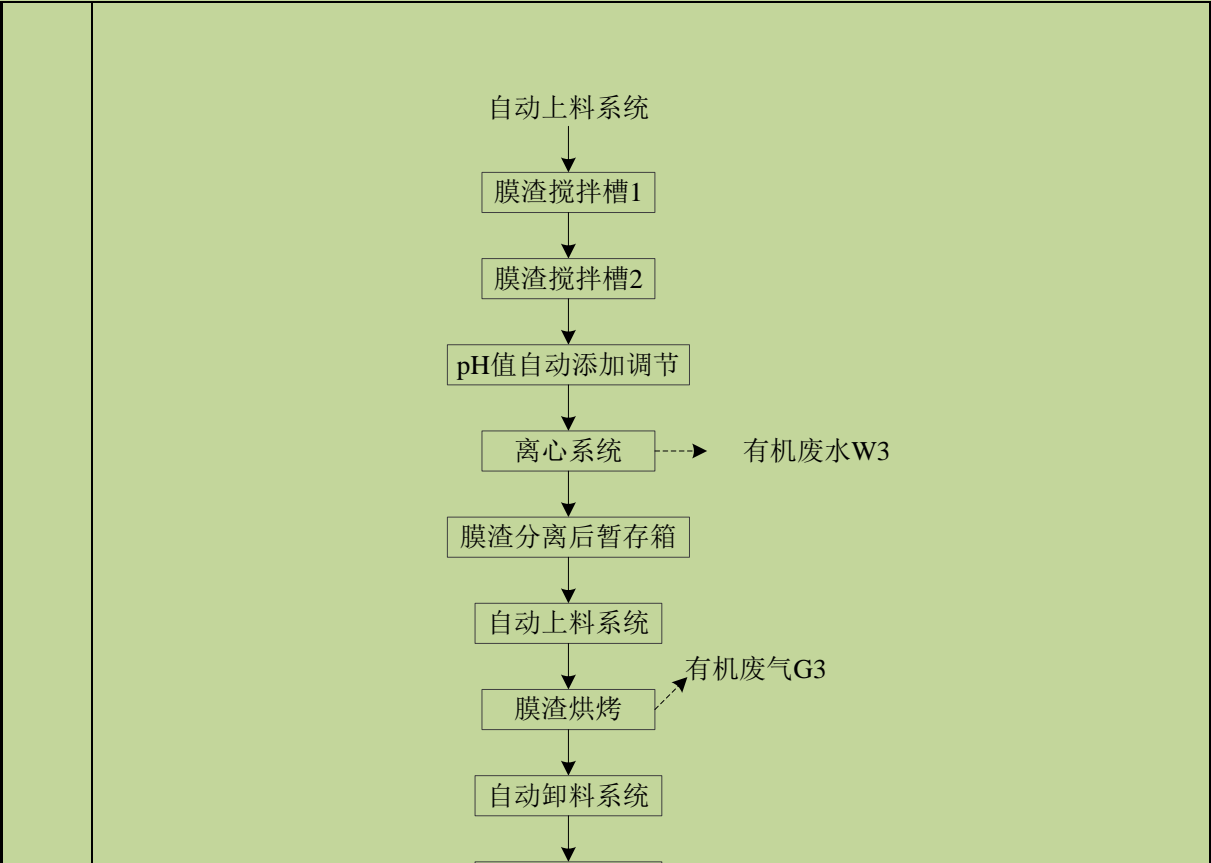 自动上料系统
膜渣搅拌槽1
膜渣搅拌槽2
pH值自动添加调节
离心系统
有机废水W3
膜渣分离后暂存箱
自动上料系统
有机废气G3
膜渣烘烤
自动卸料系统